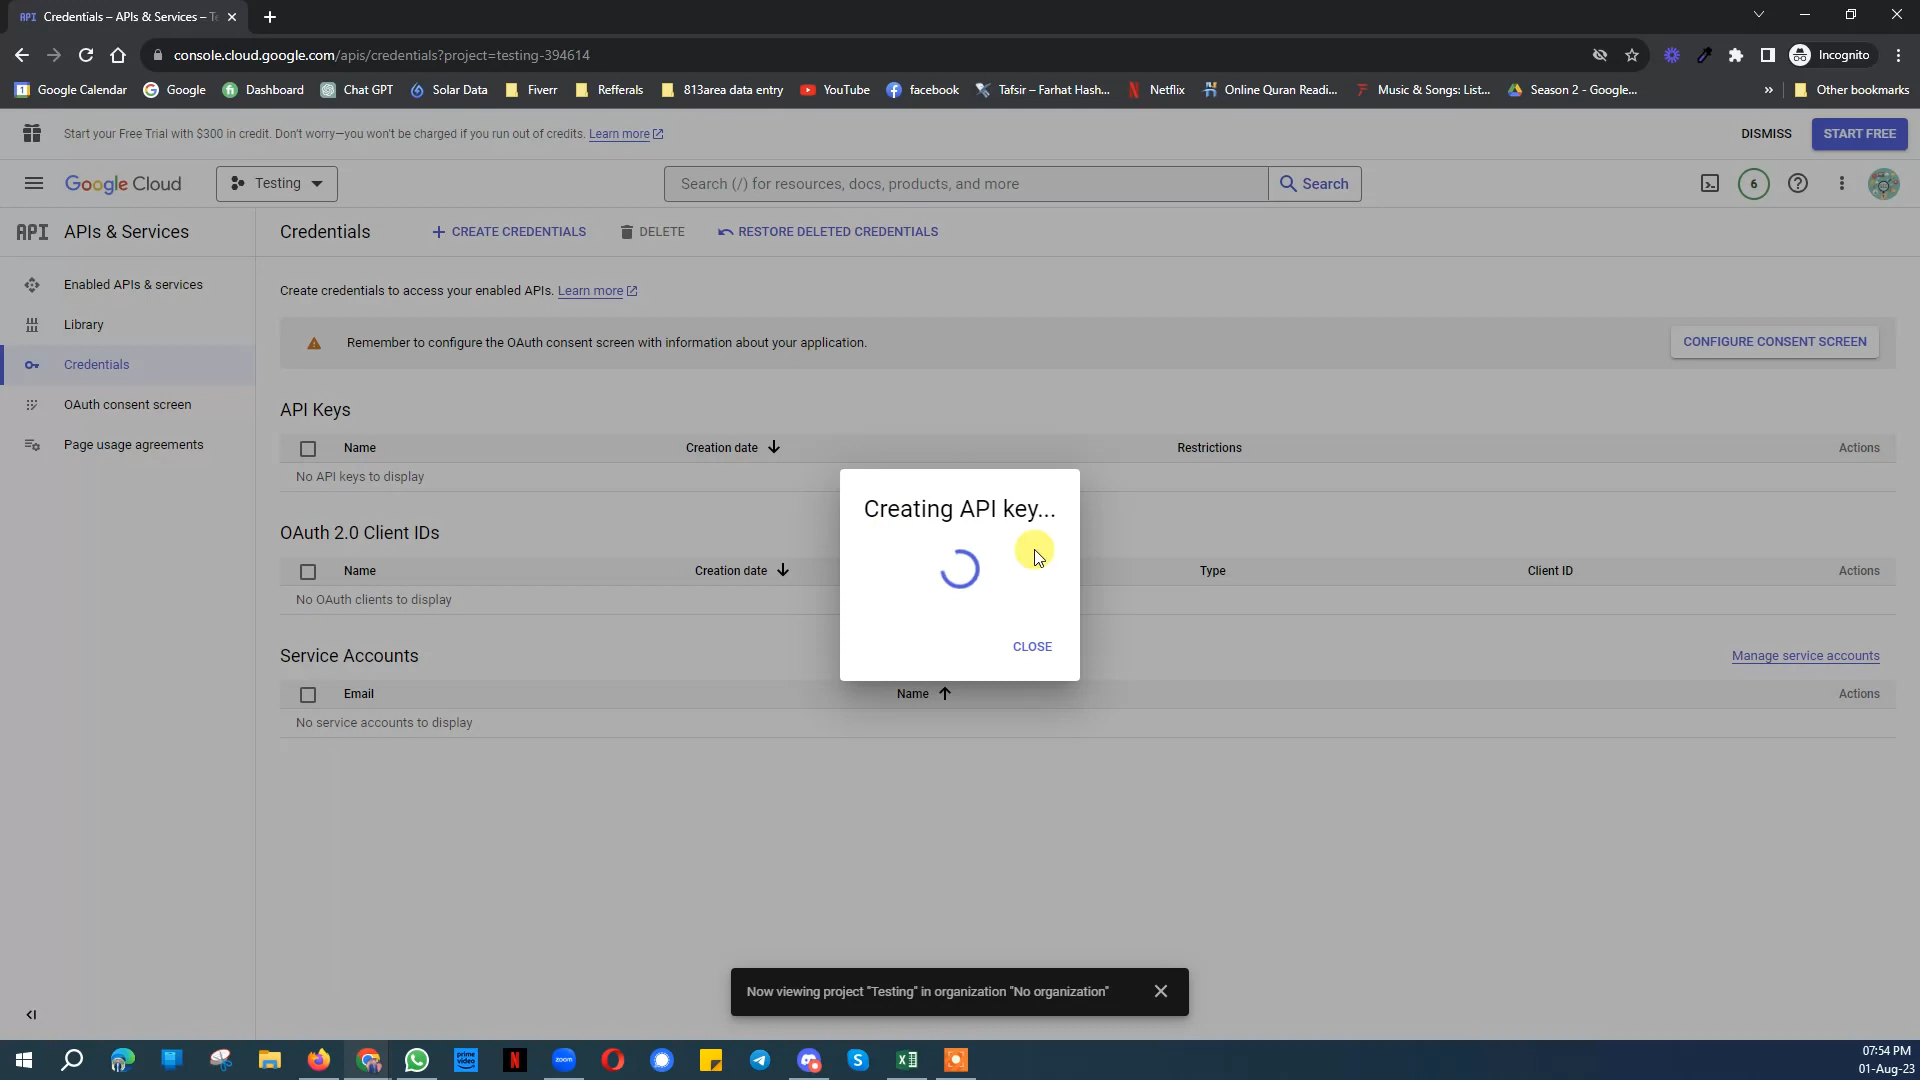 API Credentials – APIs & Services – Te
console.cloud.google.com/apis/credentials?project=testing-394614
Incognito
1 Google Calendar Google Dashboard Chat GPT Solar Data Fiverr Refferals 813area data entry YouTube facebook Tafsir – Farhat Hash... Netflix Online Quran Readi... Music & Songs: List... Season 2 - Google... » Other bookmarks
Start your Free Trial with $300 in credit. Don't worry—you won't be charged if you run out of credits. Learn more
DISMISS START FREE
Google Cloud Testing Search (/) for resources, docs, products, and more Search 6
API APIs & Services
Credentials + CREATE CREDENTIALS DELETE RESTORE DELETED CREDENTIALS
Enabled APIs & services
Library
Credentials
OAuth consent screen
Page usage agreements
Create credentials to access your enabled APIs. Learn more
Remember to configure the OAuth consent screen with information about your application. CONFIGURE CONSENT SCREEN
API Keys
Name Creation date Restrictions Actions
No API keys to display
Creating API key...
CLOSE
OAuth 2.0 Client IDs
Name Creation date Type Client ID Actions
No OAuth clients to display
Service Accounts Manage service accounts
Email Name Actions
No service accounts to display
Now viewing project "Testing" in organization "No organization"
prime video
N
zoom
S
07:54 PM
01-Aug-23